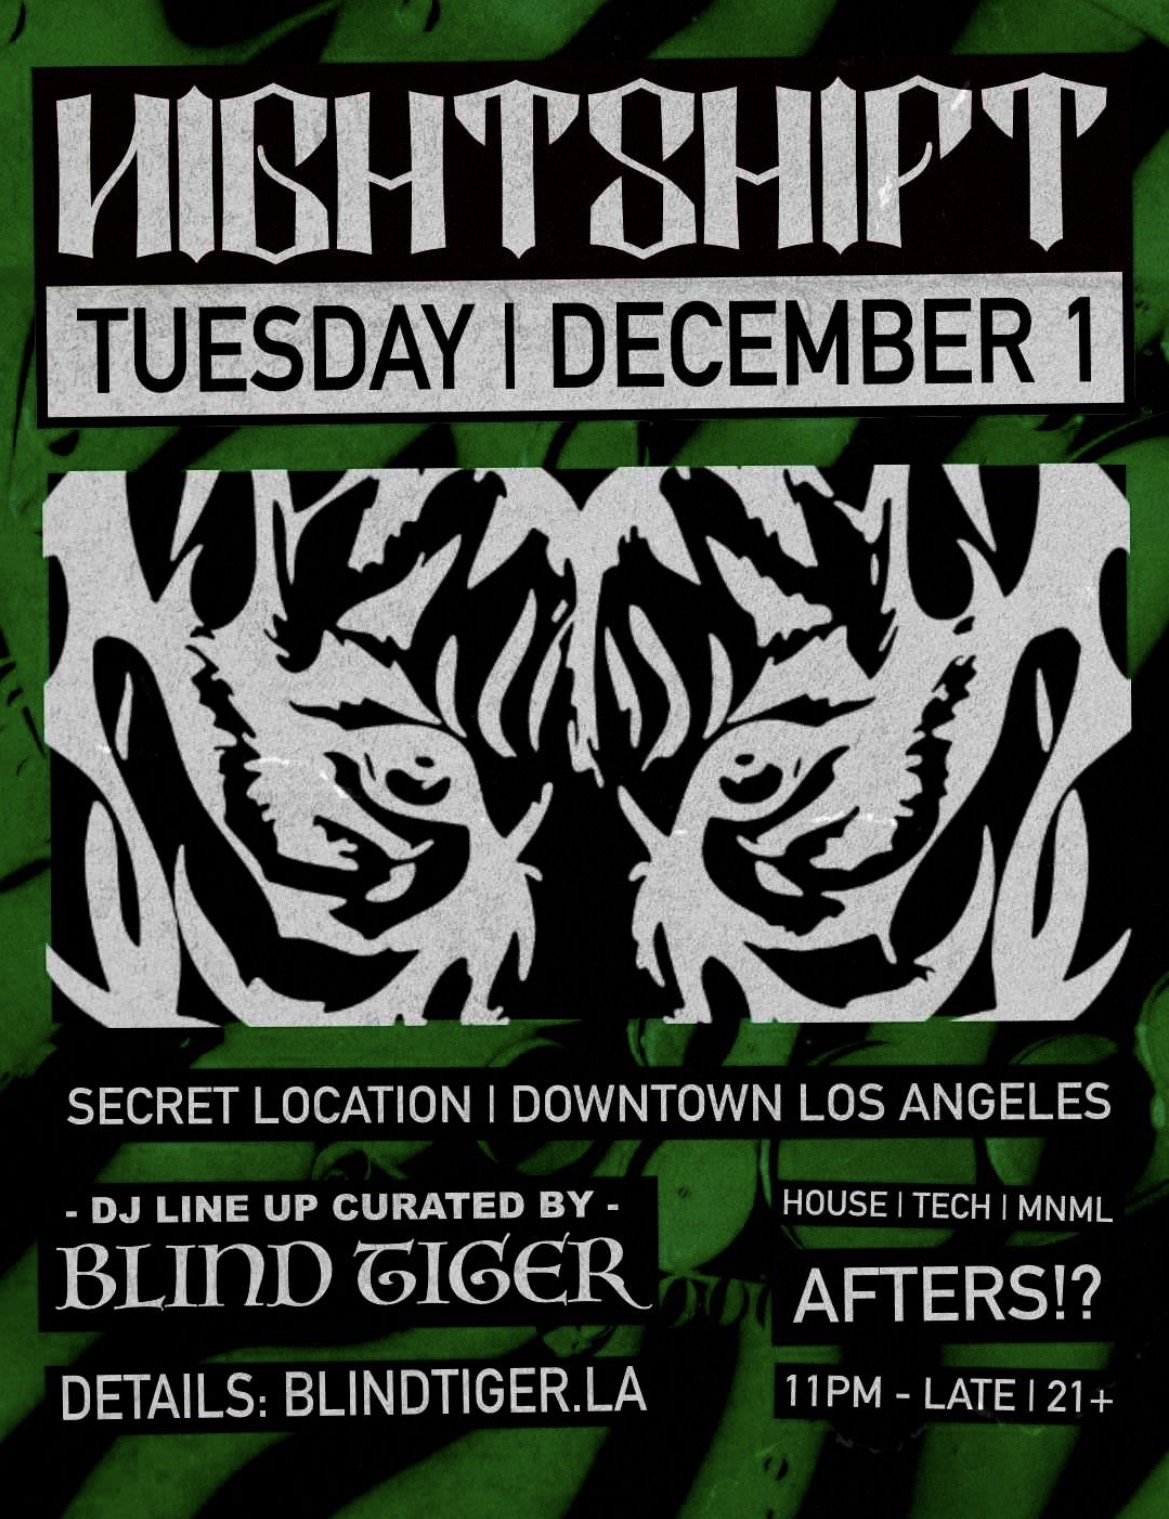 NIGHTSHIFT
TUESDAY | DECEMBER 1
SECRET LOCATION | DOWNTOWN LOS ANGELES
- DJ LINE UP CURATED BY -
BLIND TIGER
DETAILS: BLINDTIGER.LA
HOUSE | TECH | MNML
AFTERS!?
11PM - LATE | 21+